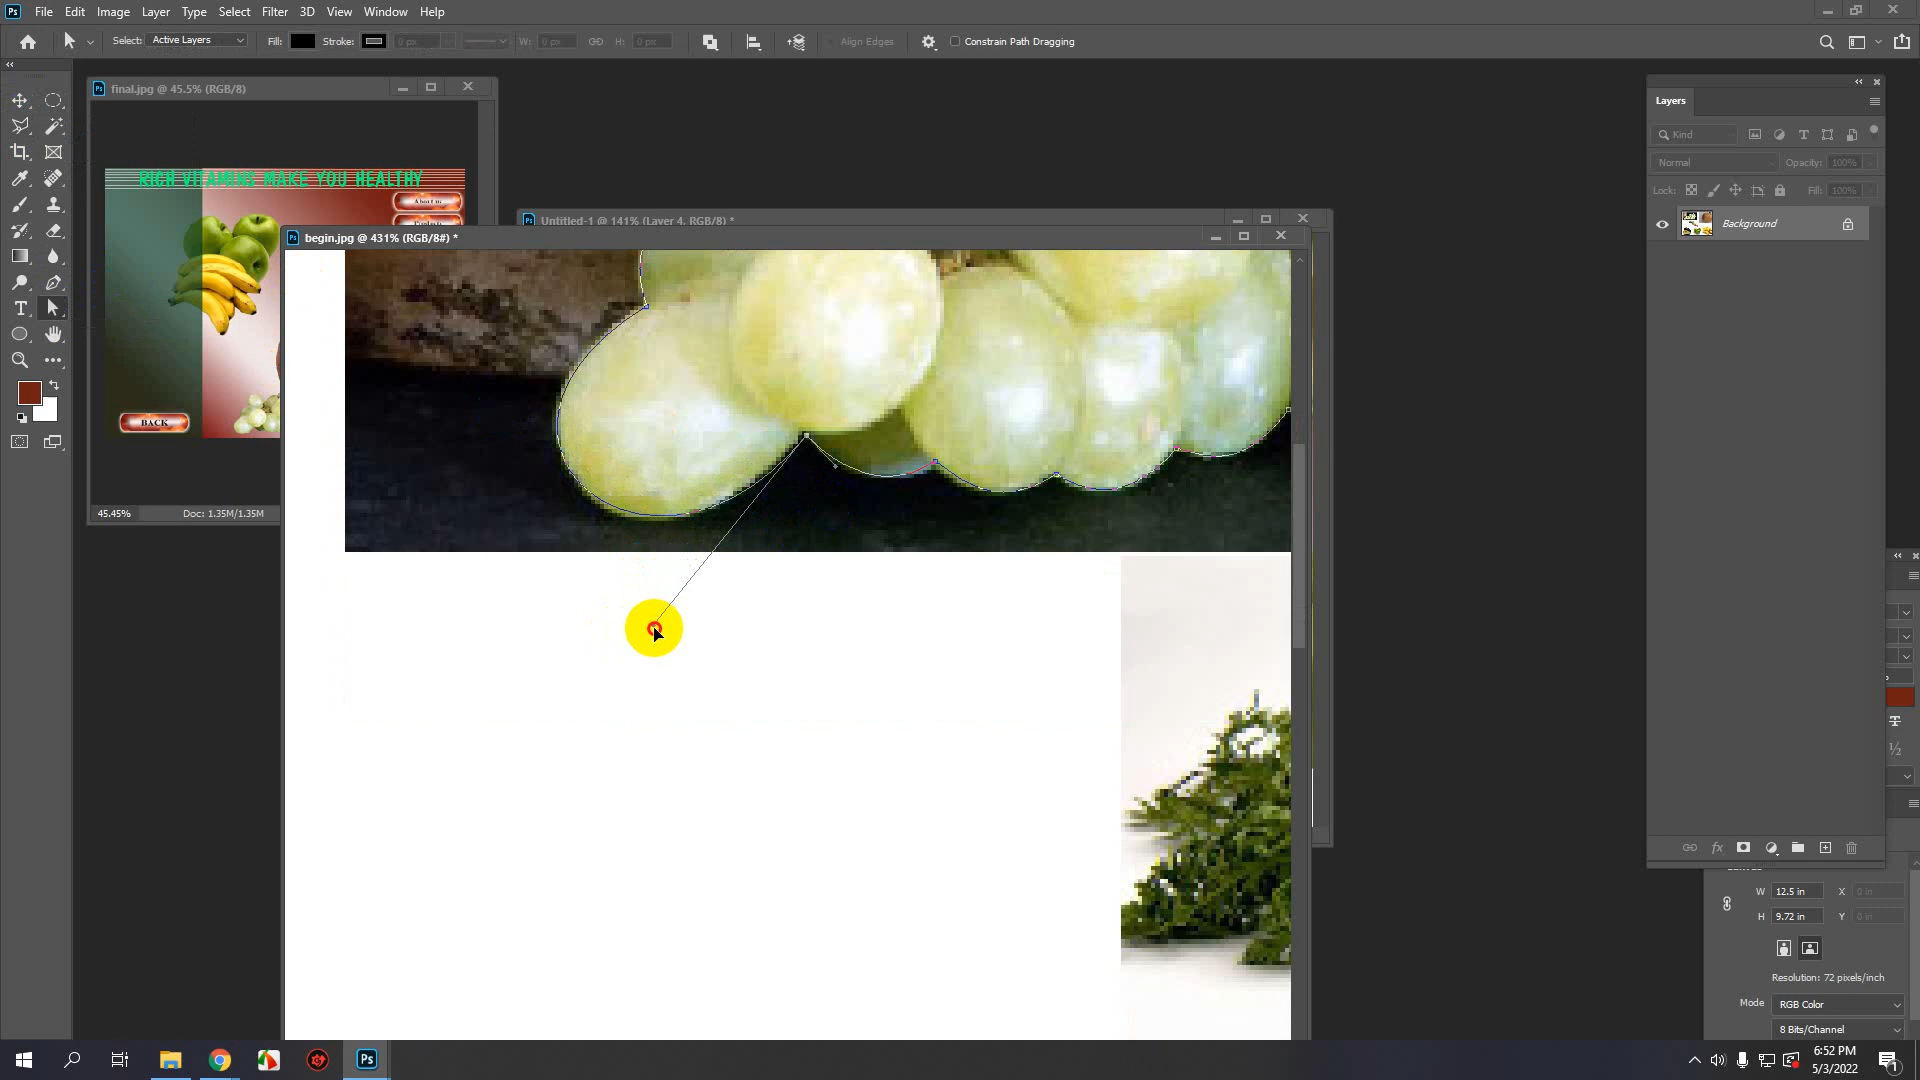 Ps File Edit Image Layer Type Select Filter 3D View Window Help
Select: Active Layers Fill: Stroke: 0 px W: 0 px H: 0 px Align Edges Constrain Path Dragging
Ps final.jpg @ 45.5% (RGB/8)
RICH VITAMINS MAKE YOU HEALTHY
About us
BACK
45.45% Doc: 1.35M/1.35M
Ps Untitled-1 @ 141% (Layer 4, RGB/8) *
Ps begin.jpg @ 431% (RGB/8#) *
Layers
Kind
Normal Opacity: 100%
Lock: Fill: 100%
Background
W 12.5 in X 0 in
H 9.72 in Y 0 in
Resolution: 72 pixels/inch
Mode RGB Color
8 Bits/Channel
Ps
6:52 PM
5/3/2022
1